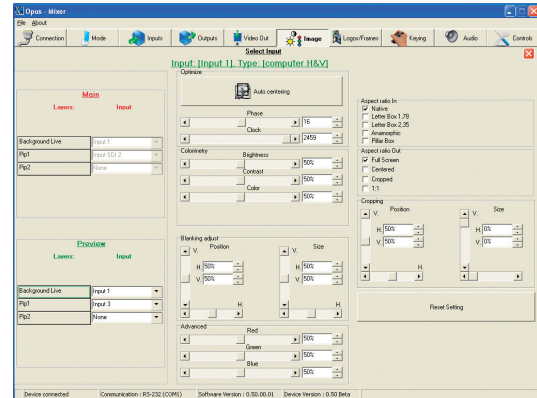 Opus - Mixer
File About
Connection Mode Inputs Outputs Video Out Image Logos/Frames Keying Audio Controls
Select Input
Input: [Input 1], Type: [computer H&V]
Main
Layers: Input
Background Live Input 1
Pip1 Input SDI 2
Pip2 None
Preview
Layers: Input
Background Live Input 1
Pip1 Input 3
Pip2 None
Optimize
Auto centering
Phase
16
Clock
2459
Colorimetry
Brightness
50%
Contrast
50%
Color
50%
Blanking adjust
Position Size
V. V.
H. 50% H. 50%
V. 50% V. 50%
H. H.
Advanced
Red
50%
Green
50%
Blue
50%
Aspect ratio In
Native
Letter Box 1,78
Letter Box 2,35
Anamorphic
Pillar Box
Aspect ratio Out
Full Screen
Centered
Cropped
1:1
Cropping
Position Size
V. V.
H. 50% H. 0%
V. 50% V. 0%
H. H.
Reset Setting
Device connected Communication : RS-232 (COM1) Software Version : 0.50.00.01 Device Version : 0.50 Beta